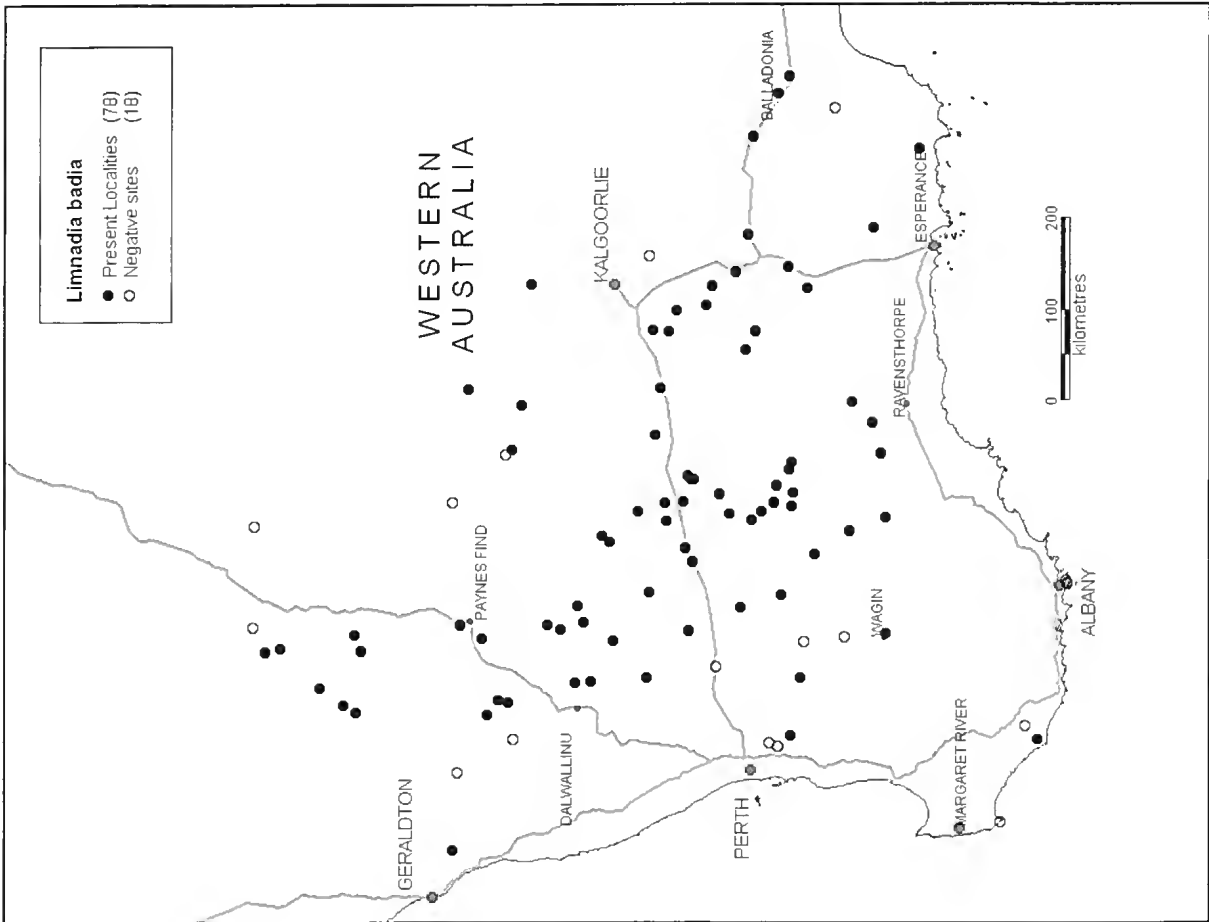 Limnadia badia
● Present Localities (78)
○ Negative sites (18)
WESTERN
AUSTRALIA
KALGOORLIE
BALLADONIA
PAYNES FIND
GERALDTON
DALWALLINU
PERTH
WAGIN
RAVENSTHORPE
ESPERANCE
MARGARET RIVER
ALBANY
0 100 200
kilometres